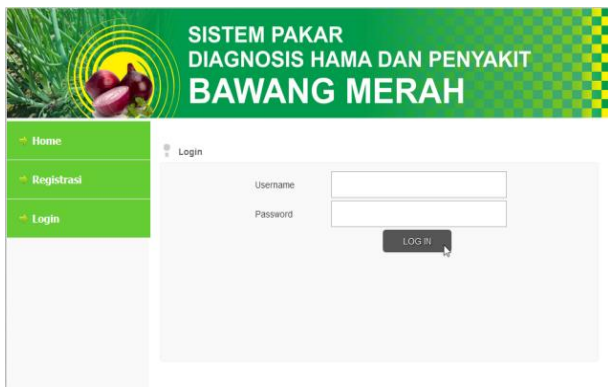 SISTEM PAKAR
DIAGNOSIS HAMA DAN PENYAKIT
BAWANG MERAH
Home
Registrasi
Login
Login
Username
Password
LOG IN